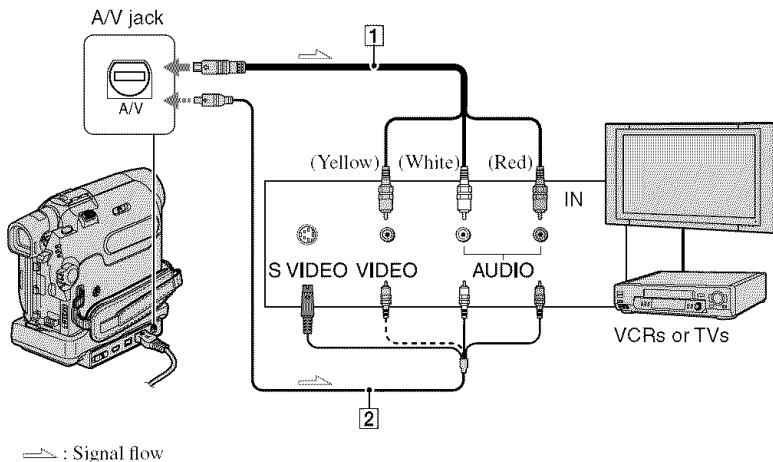 A/V jack
1
A/V
(Yellow) (White) (Red)
IN
S VIDEO VIDEO AUDIO
VCRs or TVs
2
: Signal flow